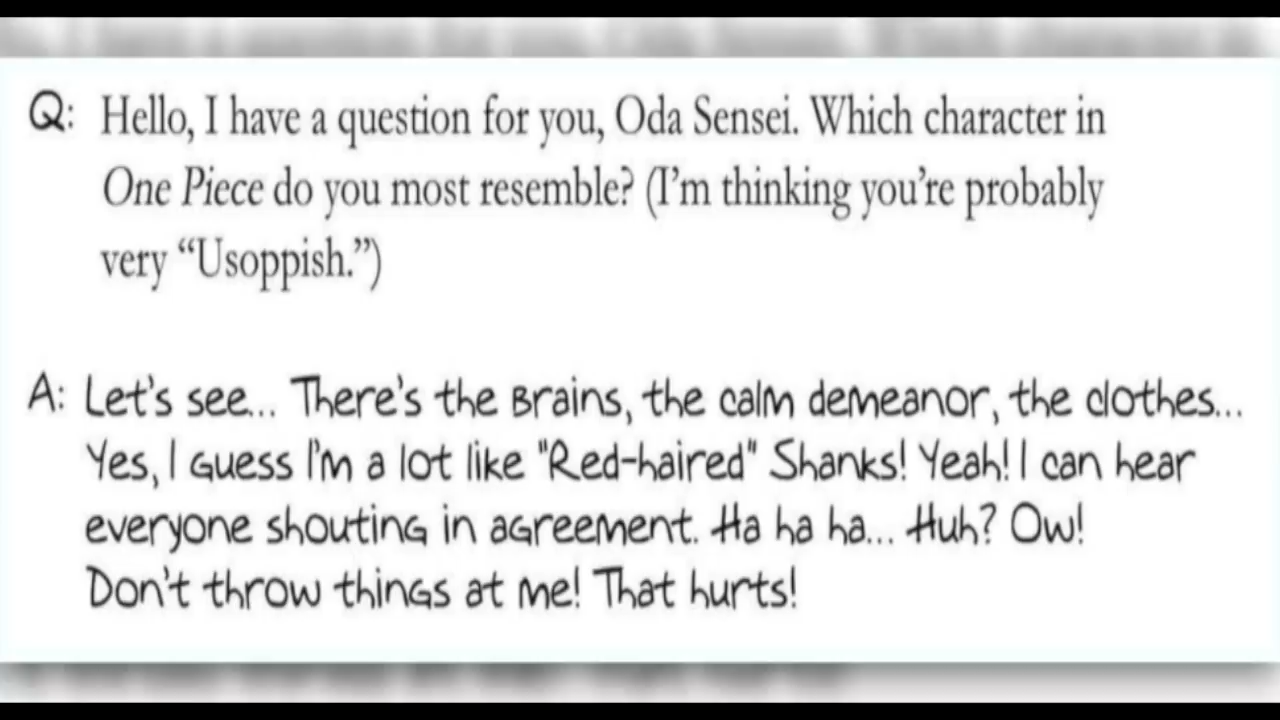 Q: Hello, I have a question for you, Oda Sensei. Which character in
One Piece do you most resemble? (I'm thinking you're probably
very “Usoppish.”)
A: Let's see... There's the Brains, the calm demeanor, the clothes...
Yes, I Guess I'm a lot like "Red-haired" Shanks! Yeah! I can hear
everyone shouting in agreement. Ha ha ha... Huh? Ow!
Don't throw things at me! That hurts!